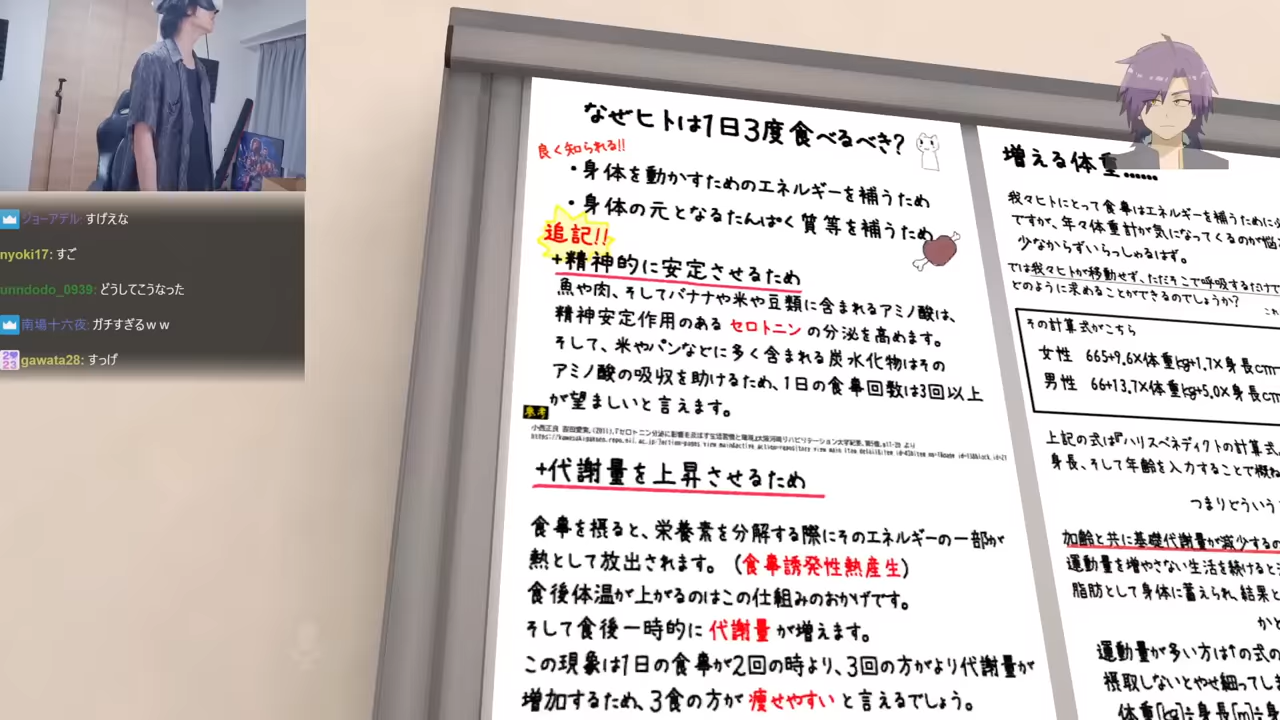 ジョーアデル: すげえな
nyoki17: すご
unndodo_0939: どうしてこうなった
南場十六夜: ガチすぎるｗｗ
gawata28: すっげ
なぜヒトは1日3度食べるべき?
良く知られる!!
・身体を動かすためのエネルギーを補うため
・身体の元となるたんぱく質等を補うため
追記!!
+精神的に安定させるため
魚や肉、そしてバナナや米や豆類に含まれるアミノ酸は、
精神安定作用のある セロトニン の分泌を高めます。
そして、米やパンなどに多く含まれる炭水化物はその
アミノ酸の吸収を助けるため、1日の食事回数は3回以上
が望ましいと言えます。
参考
+代謝量を上昇させるため
食事を摂ると、栄養素を分解する際にそのエネルギーの一部が
熱として放出されます。(食事誘発性熱産生)
食後体温が上がるのはこの仕組みのおかげです。
そして食後一時的に 代謝量 が増えます。
この現象は1日の食事が2回の時より、3回の方がより代謝量が
増加するため、3食の方が 痩せやすい と言えるでしょう。
増える体重......
我々ヒトにとって食事はエネルギーを補うために
ですが、年々体重計が気になってくるのが悩
少なからずいらっしゃるはず。
では我々ヒトが移動せず、ただそこで呼吸するだけで
どのように求めることができるのでしょうか?
その計算式がこちら
女性 665+9.6×体重kg+1.7×身長cm
男性 66+13.7×体重kg+5.0×身長cm
上記の式は『ハリスベネディクトの計算式
身長、そして年齢を入力することで概ね
つまりどういう
加齢と共に基礎代謝量が減少するの
運動量を増やさない生活を続けると
脂肪として身体に蓄えられ、結果と
かと
運動量が多い方は↑の式の
摂取しないとやせ細ってしま
体重[kg]÷身長[m]÷身